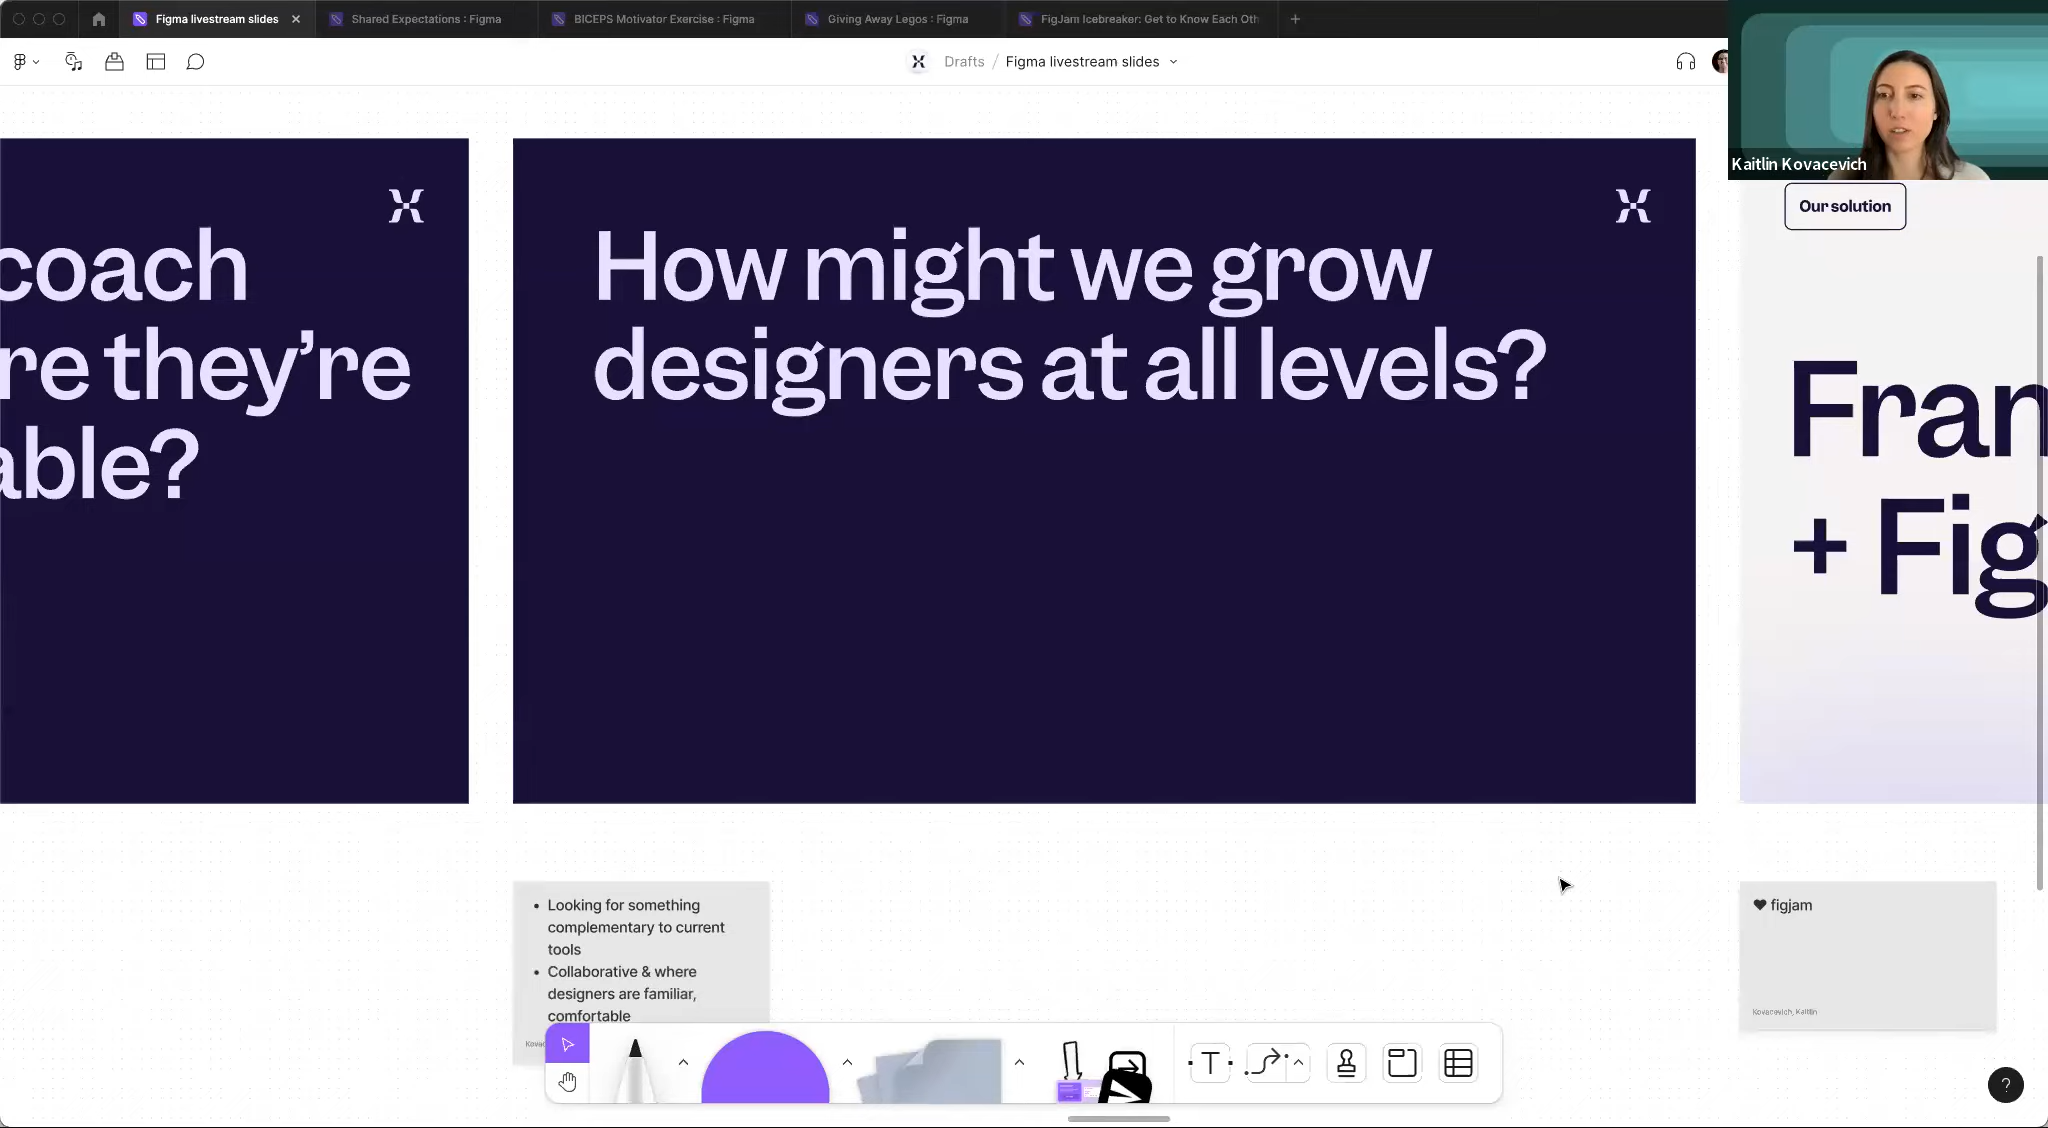 Figma livestream slides
Shared Expectations : Figma
BICEPS Motivator Exercise : Figma
Giving Away Legos : Figma
FigJam Icebreaker: Get to Know Each Oth
Drafts / Figma livestream slides
Kaitlin Kovacevich
coach
re they're
able?
How might we grow
designers at all levels?
Our solution
Fram
+ Fig
• Looking for something
complementary to current
tools
• Collaborative & where
designers are familiar,
comfortable
Kovac
♥ figjam
Kovacevich, Kaitlin
T
?